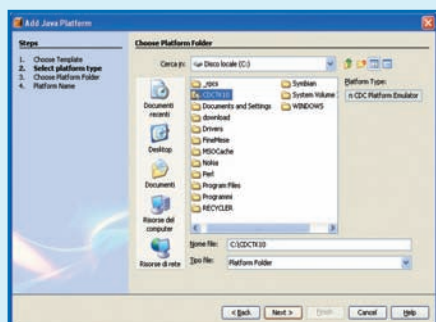 Add Java Platform
Steps
1. Choose Template
2. Select platform type
3. Choose Platform Folder
4. Platform Name
Choose Platform Folder
Cerca in: Disco locale (C:)
Documenti recenti
Desktop
Documenti
Risorse del computer
Risorse di rete
CDCTK10
Documents and Settings
download
Drivers
FineMese
MSOCache
Nokia
Perl
Program Files
Programmi
RECYCLER
Symbian
System Volume
WINDOWS
Platform Type:
n CDC Platform Emulator
Nome file: C:\CDCTK10
Tipo file: Platform Folder
< Back
Next >
Finish
Cancel
Help